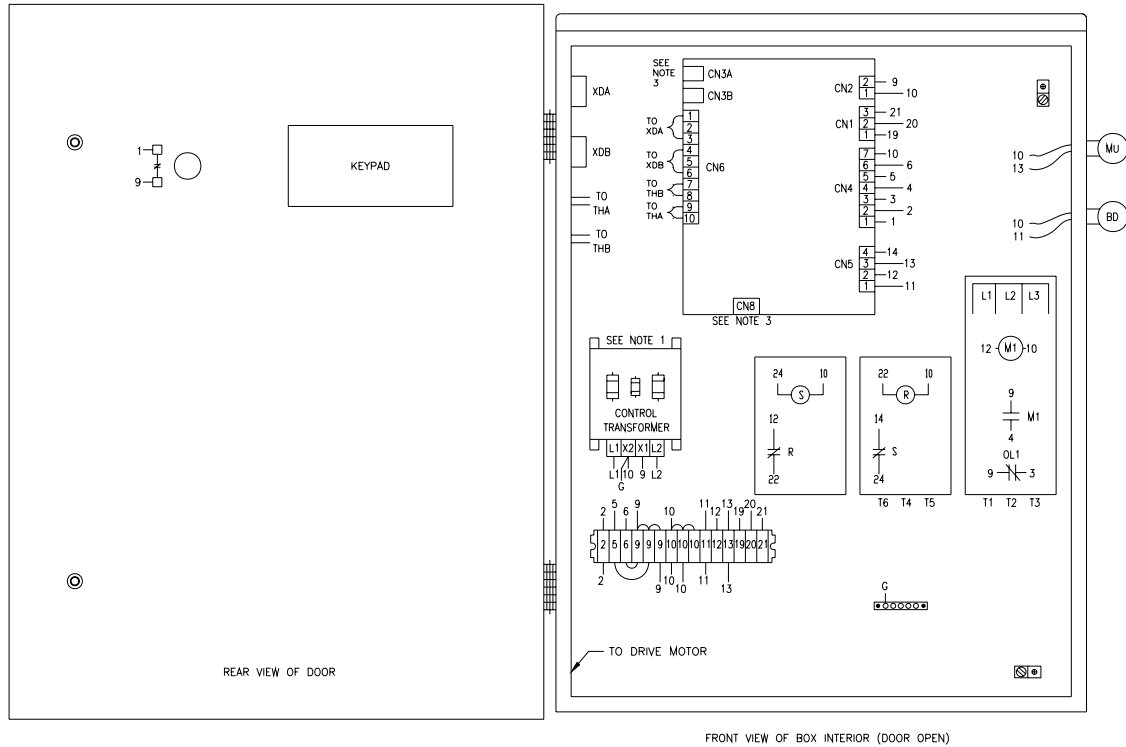 1
9
KEYPAD
REAR VIEW OF DOOR
XDA
XDB
TO
THA
TO
THB
SEE
NOTE
3
CN3A
CN3B
TO
XDA
TO
XDB
TO
THB
TO
THA
1
2
3
4
5
6
7
8
9
10
CN6
CN8
SEE NOTE 3
CN2
2 9
1 10
CN1
3 21
2 20
1 19
CN4
7 10
6 6
5 5
4 4
3 3
2 2
1 1
CN5
4 14
3 13
2 12
1 11
10
13
MU
10
11
BD
SEE NOTE 1
CONTROL
TRANSFORMER
L1 X2 X1 L2
L1 10 9 L2
G
24 10
S
12
R
22
22 10
R
14
S
24
T6 T4 T5
L1 L2 L3
12 M1 10
9
M1
4
OL1
9 3
T1 T2 T3
2 5 6 9 10 11 12 13 19 20 21
2 5 6 9 9 9 10 10 10 11 12 13 19 20 21
2 9 10 10 11 13
G
TO DRIVE MOTOR
FRONT VIEW OF BOX INTERIOR (DOOR OPEN)